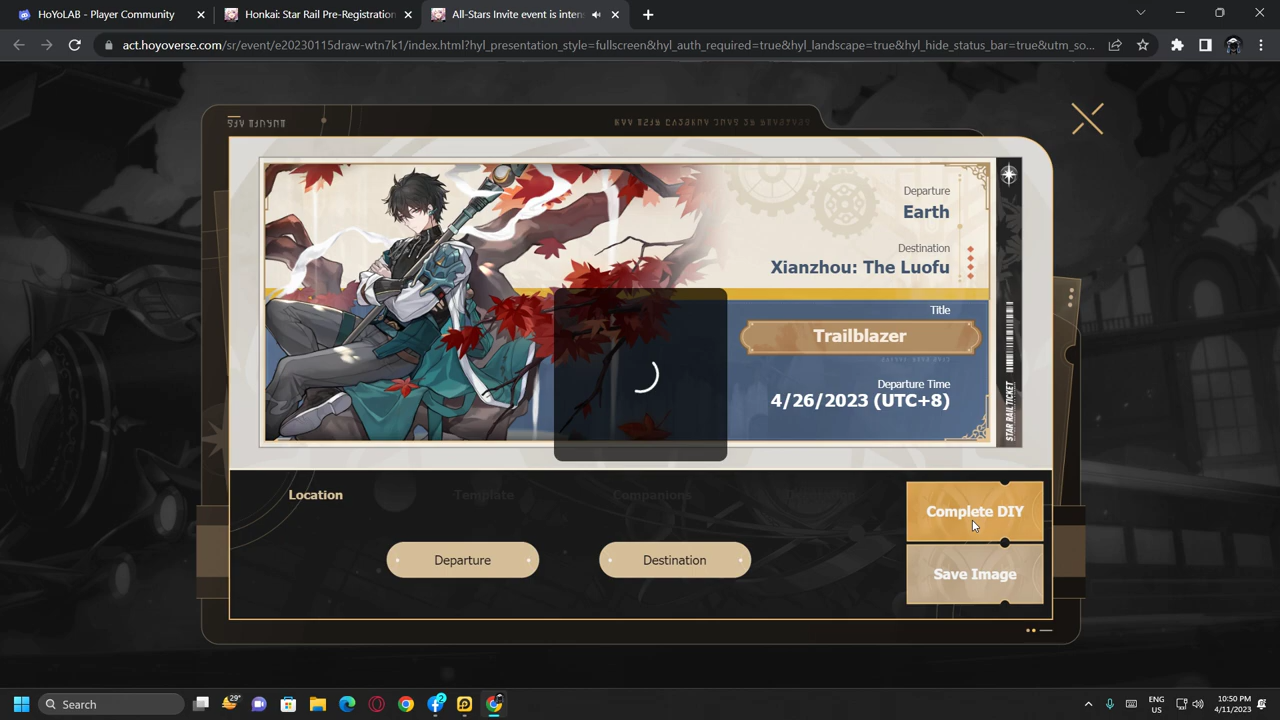 HoYoLAB - Player Community
Honkai: Star Rail Pre-Registration
All-Stars Invite event is inten
act.hoyoverse.com/sr/event/e20230115draw-wtn7k1/index.html?hyl_presentation_style=fullscreen&hyl_auth_required=true&hyl_landscape=true&hyl_hide_status_bar=true&utm_so...
Departure
Earth
Destination
Xianzhou: The Luofu
Title
Trailblazer
Departure Time
4/26/2023 (UTC+8)
STAR RAIL TICKET
Location
Template
Companions
Complete DIY
Departure
Destination
Save Image
Search
29°
2
ENG
US
10:50 PM
4/11/2023